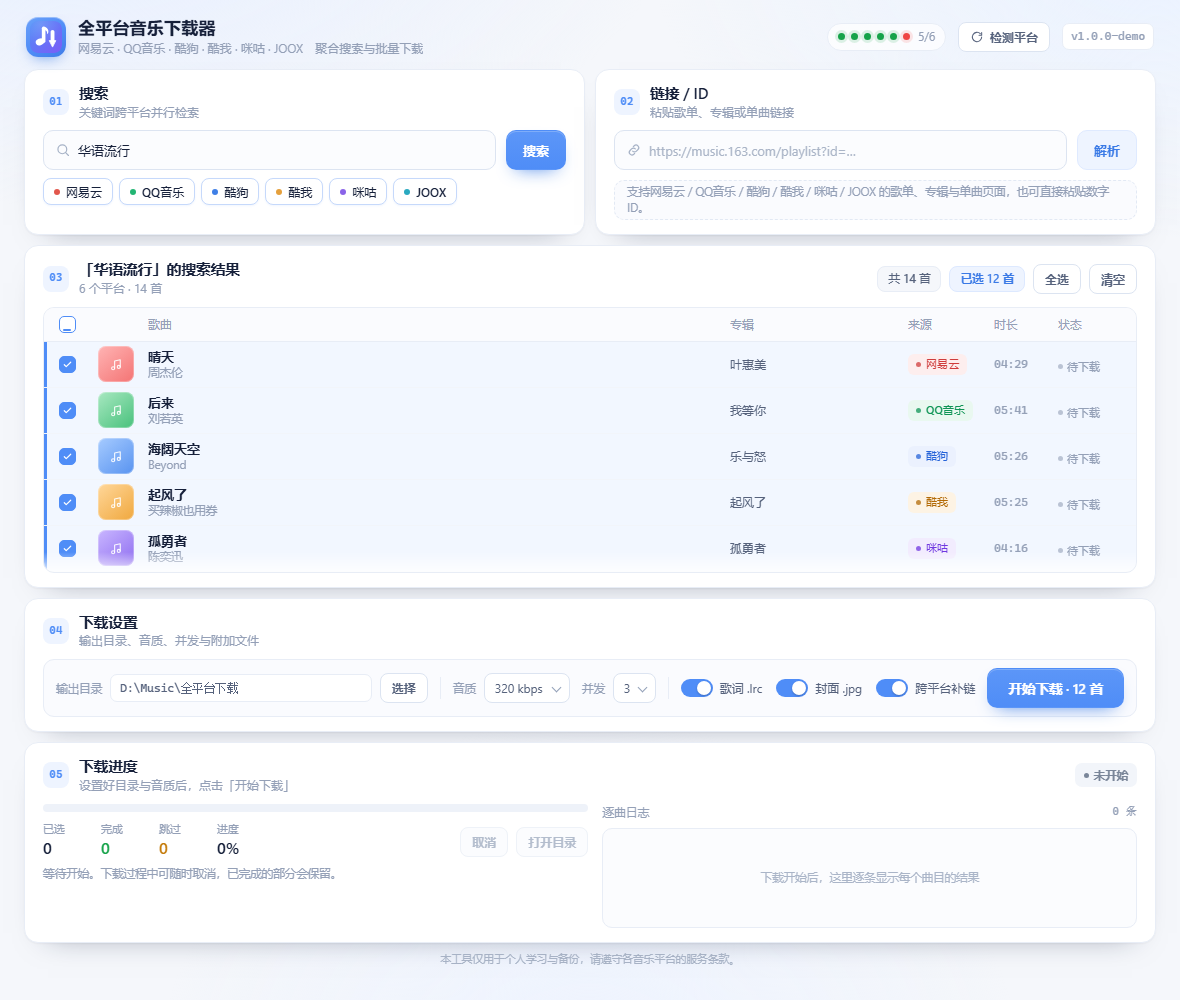 全平台音乐下载器
网易云 · QQ音乐 · 酷狗 · 酷我 · 咪咕 · JOOX 聚合搜索与批量下载
5/6
检测平台
v1.0.0-demo
01
搜索
关键词跨平台并行检索
华语流行
搜索
网易云
QQ音乐
酷狗
酷我
咪咕
JOOX
02
链接 / ID
粘贴歌单、专辑或单曲链接
https://music.163.com/playlist?id=...
解析
支持网易云 / QQ音乐 / 酷狗 / 酷我 / 咪咕 / JOOX 的歌单、专辑与单曲页面，也可直接粘贴数字
ID。
03
「华语流行」的搜索结果
6 个平台 · 14 首
共 14 首
已选 12 首
全选
清空
歌曲 专辑 来源 时长 状态
晴天
周杰伦
叶惠美 网易云 04:29 待下载
后来
刘若英
我等你 QQ音乐 05:41 待下载
海阔天空
Beyond
乐与怒 酷狗 05:26 待下载
起风了
买辣椒也用券
起风了 酷我 05:25 待下载
孤勇者
陈奕迅
孤勇者 咪咕 04:16 待下载
04
下载设置
输出目录、音质、并发与附加文件
输出目录 D:\Music\全平台下载 选择 音质 320 kbps 并发 3 歌词 .lrc 封面 .jpg 跨平台补链 开始下载 · 12 首
05
下载进度
设置好目录与音质后，点击「开始下载」
未开始
已选 完成 跳过 进度
0 0 0 0%
取消
打开目录
等待开始。下载过程中可随时取消，已完成的部分会保留。
逐曲日志
0 条
下载开始后，这里逐条显示每个曲目的结果
本工具仅用于个人学习与备份，请遵守各音乐平台的服务条款。